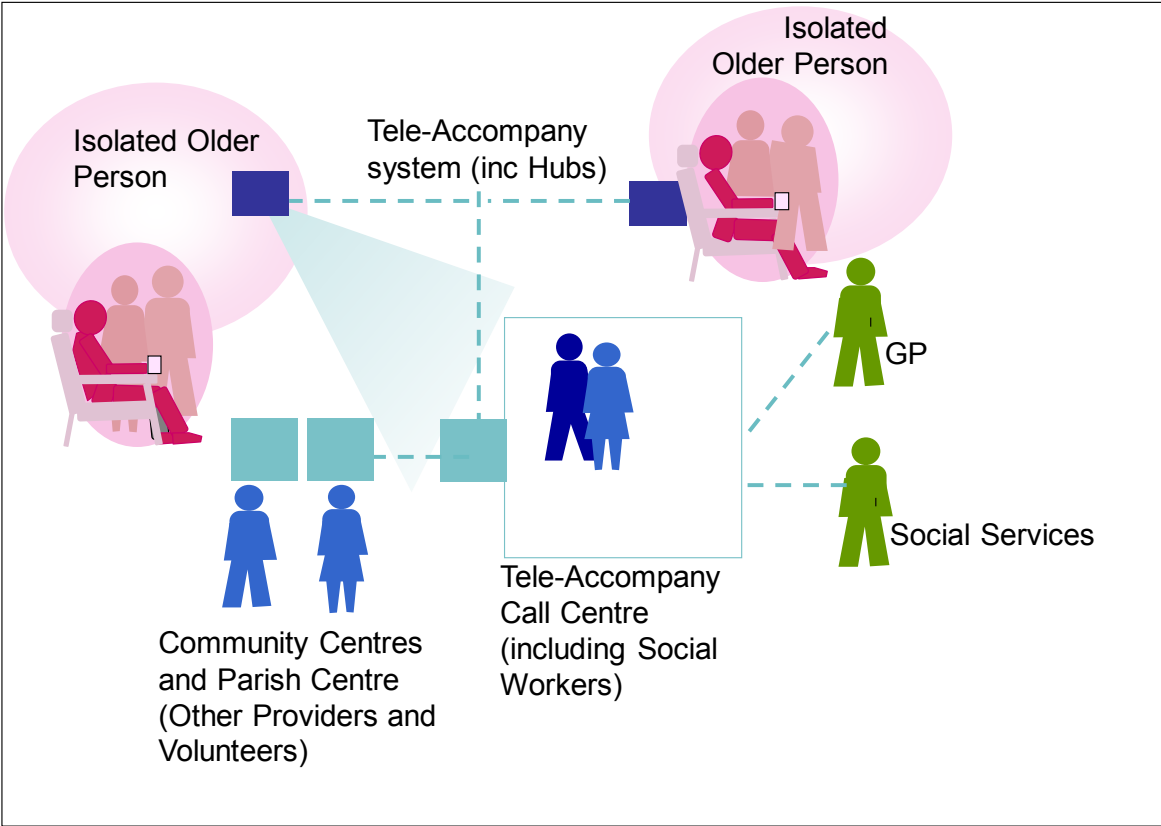 Isolated
Older Person
Isolated Older
Person
Tele-Accompany
system (inc Hubs)
GP
Social Services
Tele-Accompany
Call Centre
(including Social
Workers)
Community Centres
and Parish Centre
(Other Providers and
Volunteers)